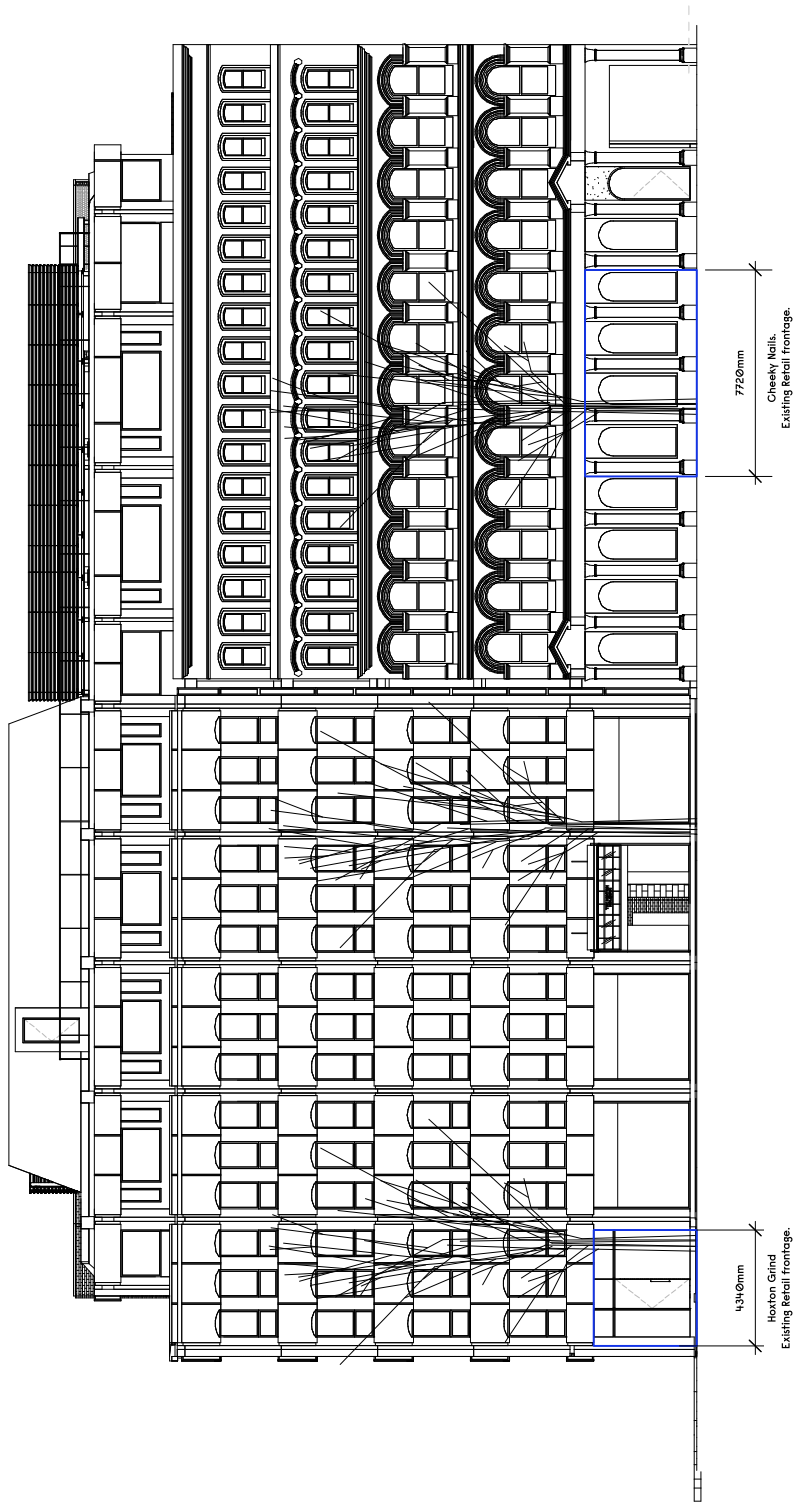 7720mm
Cheeky Nails.
Existing Retail frontage.
4340mm
Hoxton Grind
Existing Retail frontage.